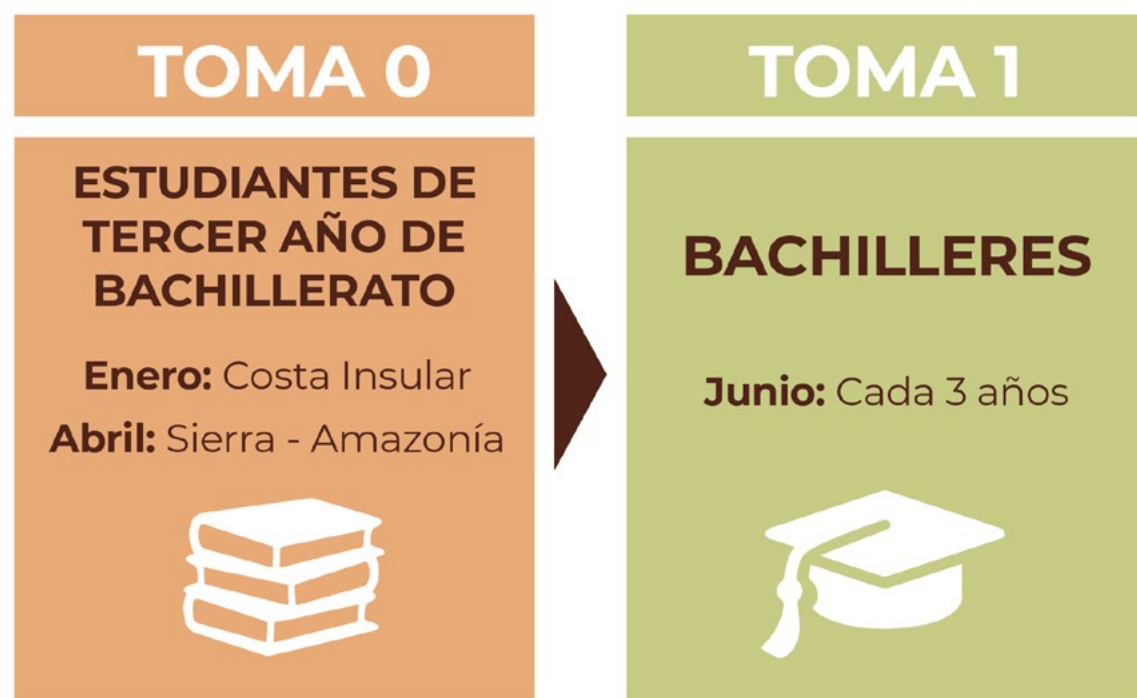 TOMA 0
ESTUDIANTES DE
TERCER AÑO DE
BACHILLERATO
Enero: Costa Insular
Abril: Sierra - Amazonía
TOMA 1
BACHILLERES
Junio: Cada 3 años